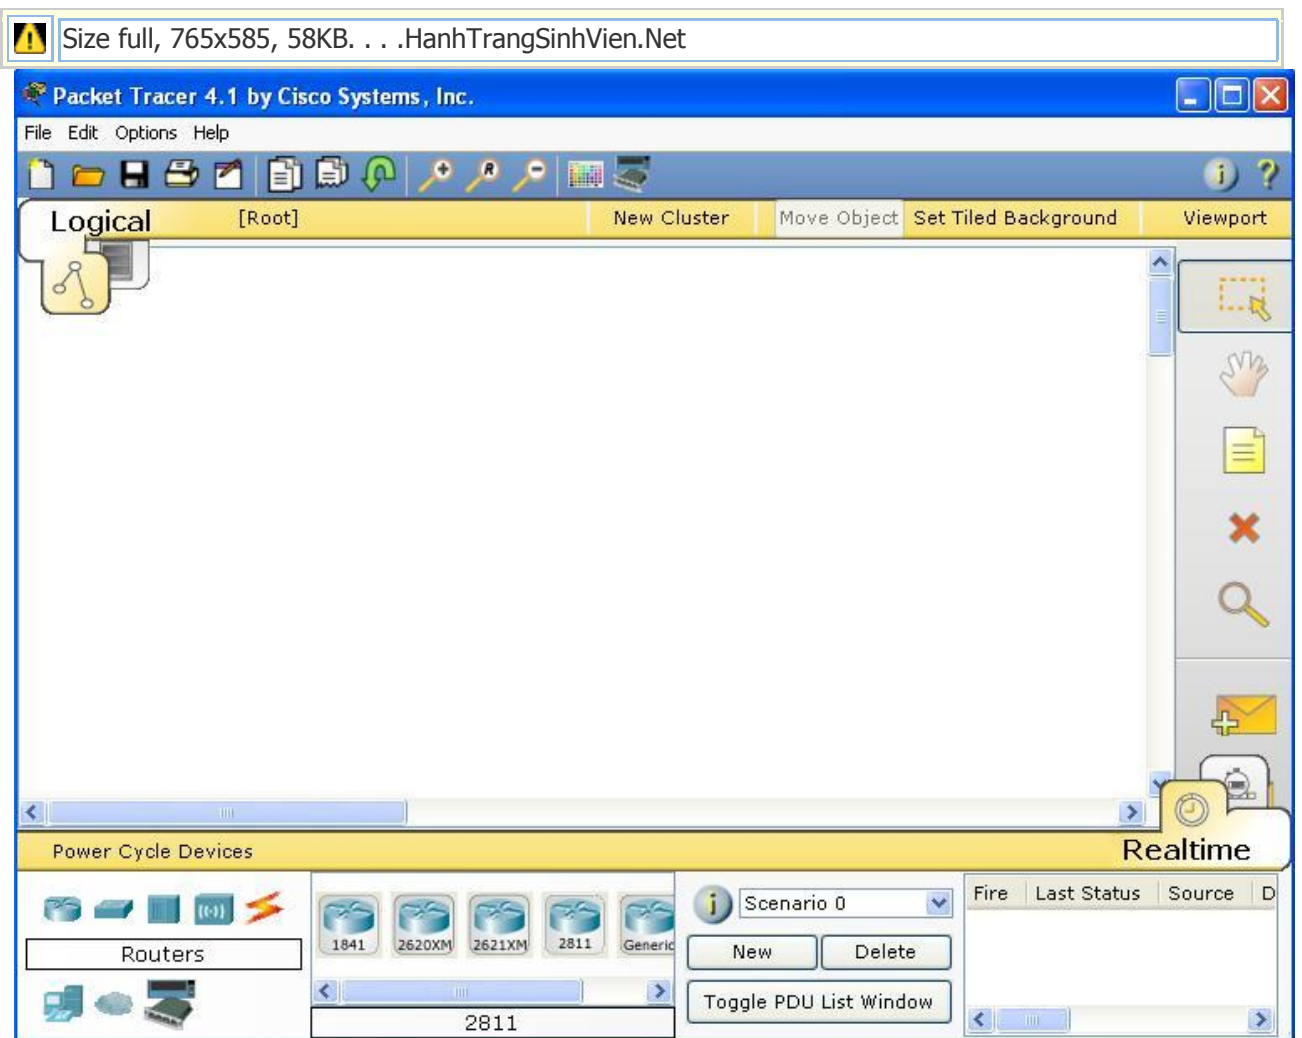 Size full, 765x585, 58KB. . . .HanhTrangSinhVien.Net
Packet Tracer 4.1 by Cisco Systems, Inc.
File Edit Options Help
Logical [Root] New Cluster Move Object Set Tiled Background Viewport
Power Cycle Devices Realtime
Routers
1841 2620XM 2621XM 2811 Generic
2811
Scenario 0
New Delete
Toggle PDU List Window
Fire Last Status Source D